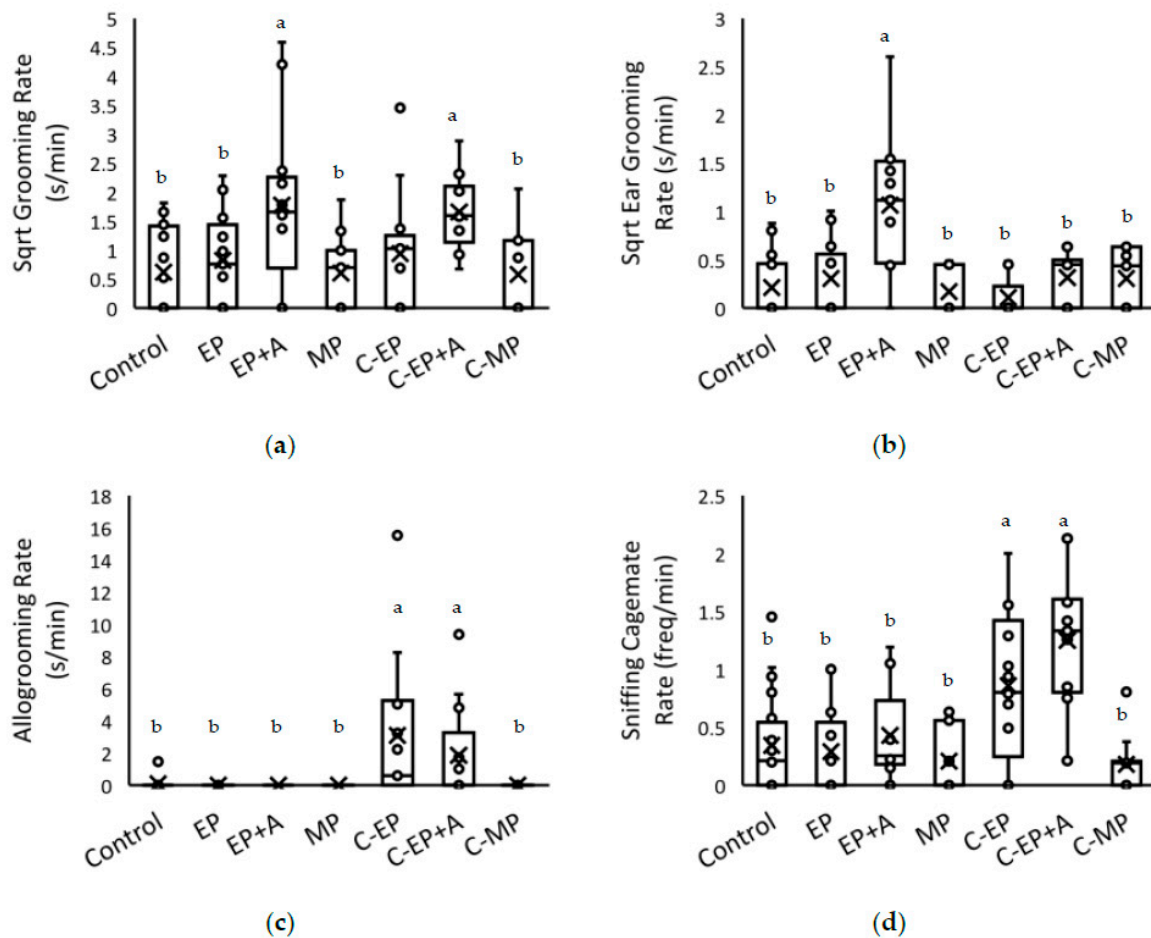 Sqrt Grooming Rate
(s/min)
5
4.5
4
3.5
3
2.5
2
1.5
1
0.5
0
b
b
a
b
a
b
Control
EP
EP+A
MP
C-EP
C-EP+A
C-MP
(a)
Sqrt Ear Grooming
Rate (s/min)
3
2.5
2
1.5
1
0.5
0
b
b
a
b
b
b
b
Control
EP
EP+A
MP
C-EP
C-EP+A
C-MP
(b)
Allogrooming Rate
(s/min)
18
16
14
12
10
8
6
4
2
0
b
b
b
b
a
a
b
Control
EP
EP+A
MP
C-EP
C-EP+A
C-MP
(c)
Sniffing Cagemate
Rate (freq/min)
2.5
2
1.5
1
0.5
0
b
b
b
b
a
a
b
Control
EP
EP+A
MP
C-EP
C-EP+A
C-MP
(d)